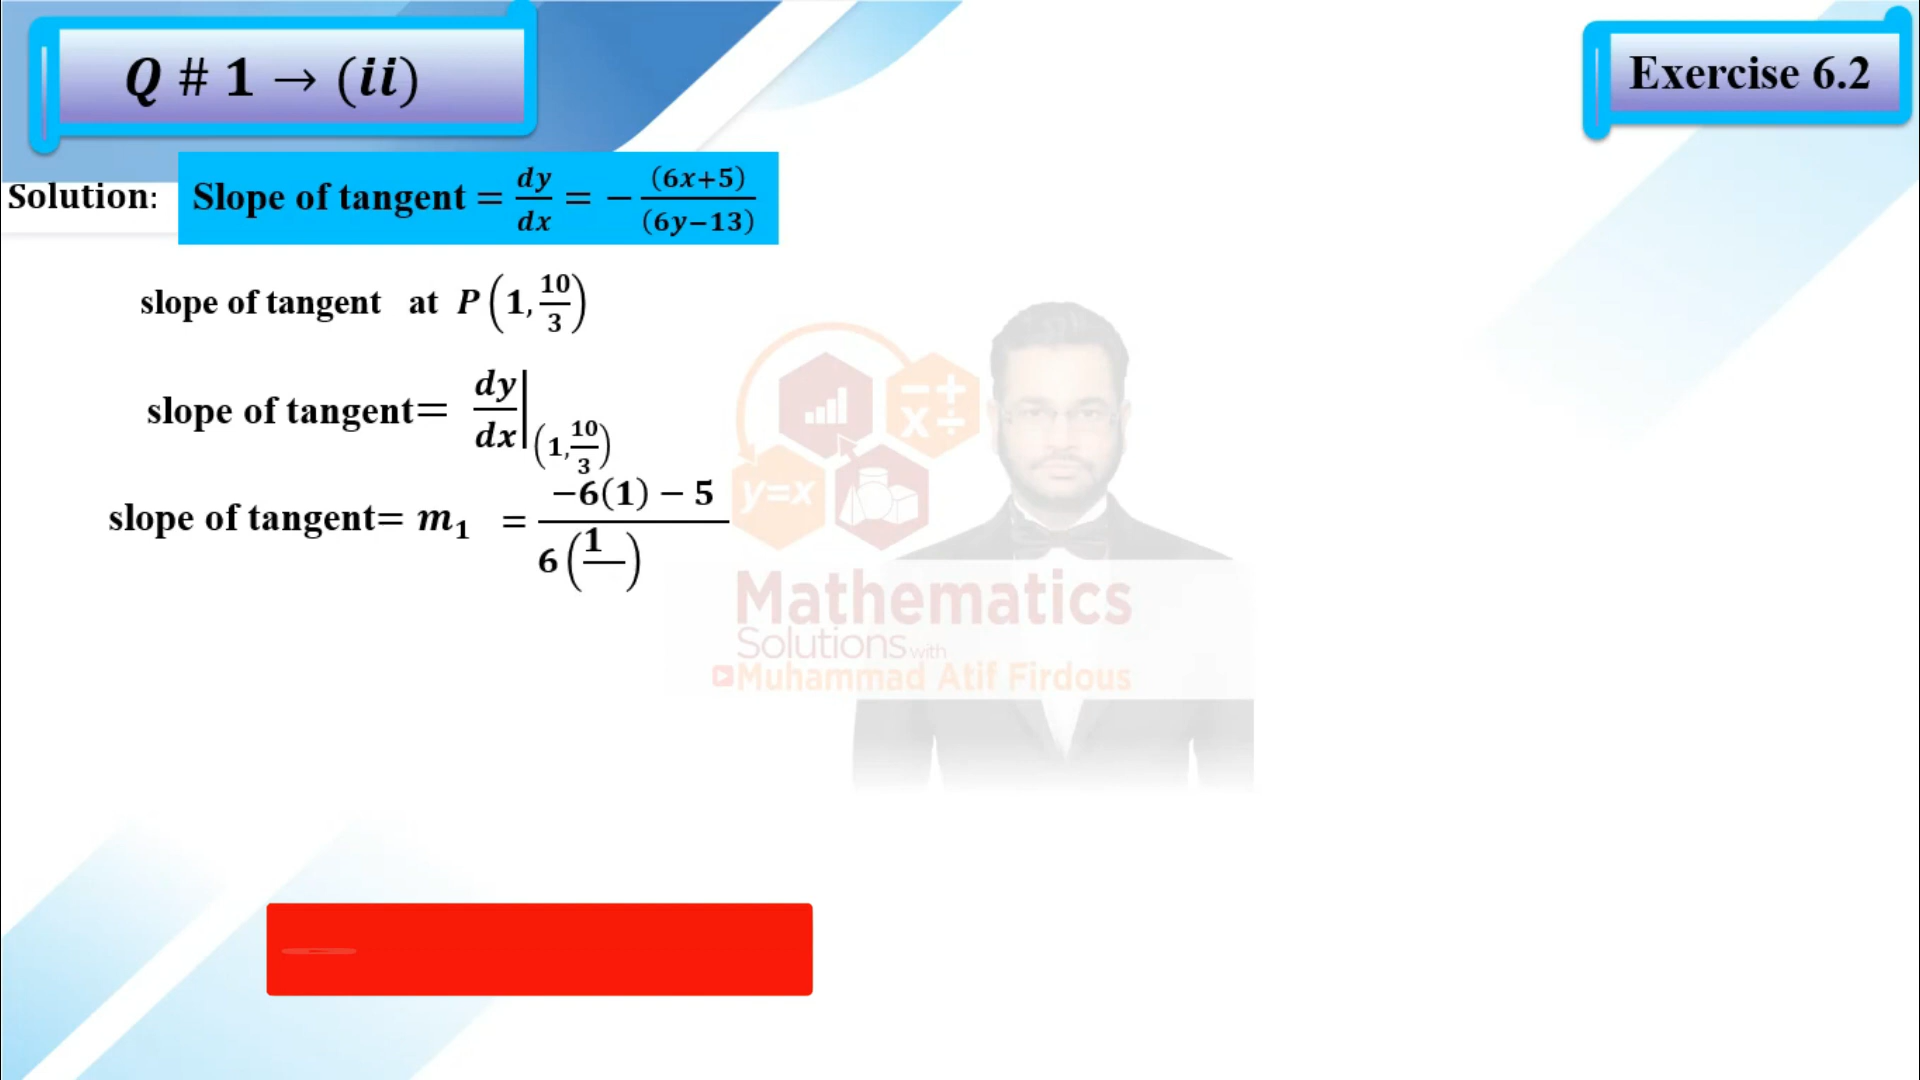 Q # 1 → (ii)
Exercise 6.2
Solution: Slope of tangent = dy/dx = −(6x+5)/(6y−13)
slope of tangent at P(1, 10/3)
slope of tangent= dy/dx|(1, 10/3)
slope of tangent= m₁ = −6(1) − 5 / 6(1/ )
−+
x÷
y=x
Mathematics
Solutions with
Muhammad Atif Firdous